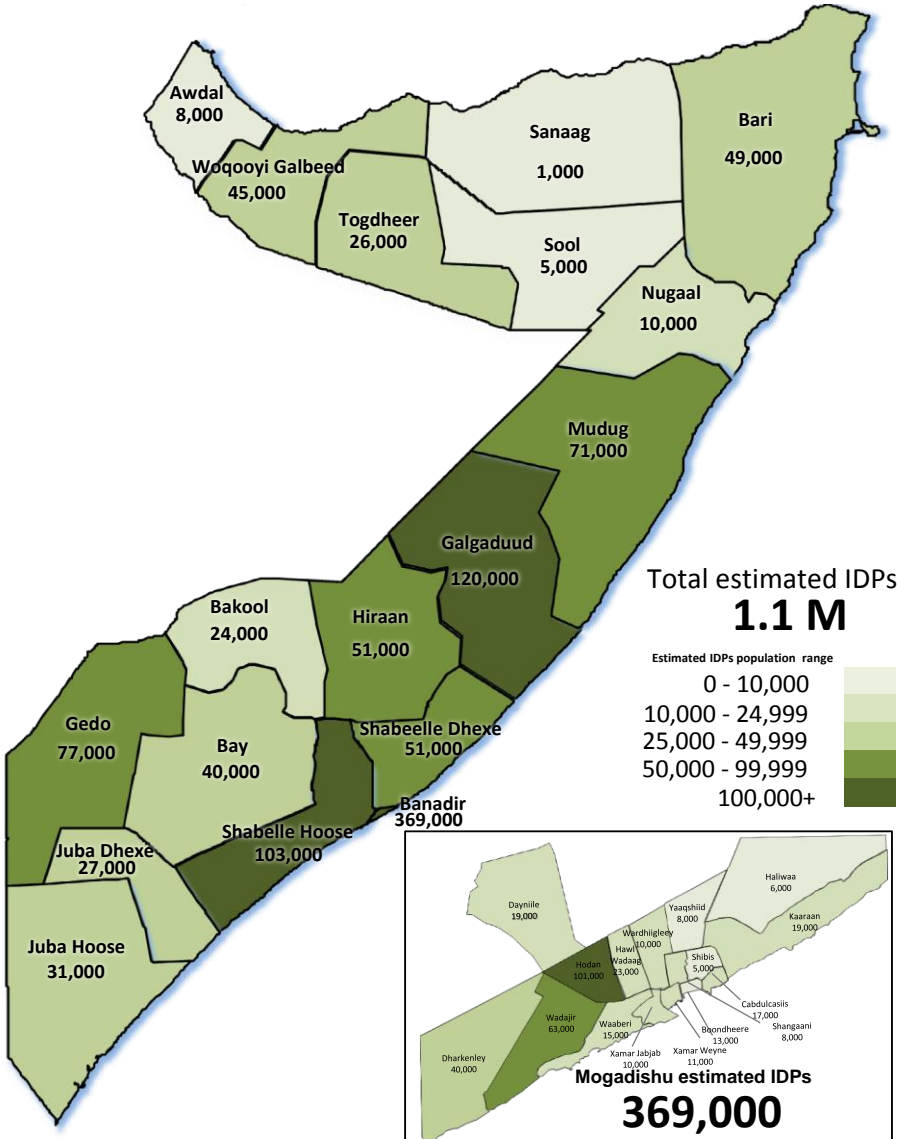 Awdal
8,000
Woqooyi Galbeed
45,000
Togdheer
26,000
Sanaag
1,000
Sool
5,000
Bari
49,000
Nugaal
10,000
Mudug
71,000
Galgaduud
120,000
Hiraan
51,000
Bakool
24,000
Gedo
77,000
Bay
40,000
Shabeelle Dhexe
51,000
Banadir
369,000
Shabelle Hoose
103,000
Juba Dhexe
27,000
Juba Hoose
31,000
Total estimated IDPs
1.1 M
Estimated IDPs population range
0 - 10,000
10,000 - 24,999
25,000 - 49,999
50,000 - 99,999
100,000+
Dayniile
19,000
Haliwaa
6,000
Yaaqshiid
8,000
Kaaraan
19,000
Wardhiigleey
10,000
Hawl
Wadaag
23,000
Hodan
101,000
Shibis
5,000
Wadajir
63,000
Waaberi
15,000
Cabdulcasiis
17,000
Shangaani
8,000
Boondheere
13,000
Xamar Weyne
11,000
Xamar Jabjab
10,000
Dharkenley
40,000
Mogadishu estimated IDPs
369,000